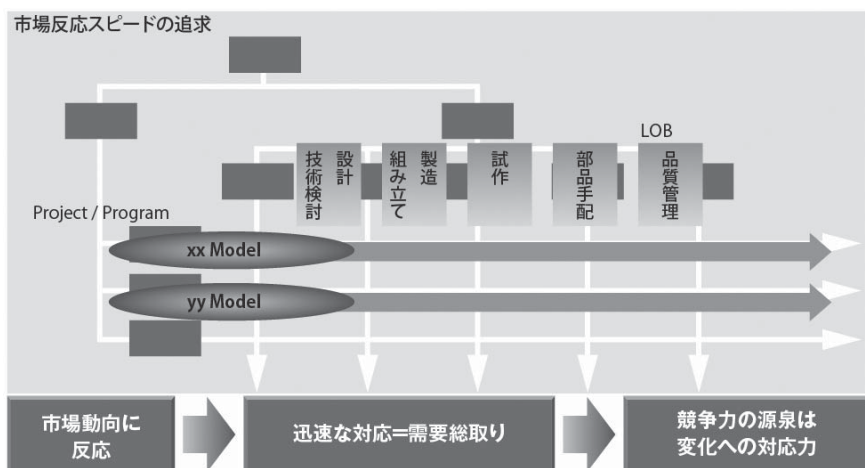 市場反応スピードの追求
LOB
設計
技術検討
製造
組み立て
試作
部品手配
品質管理
Project / Program
xx Model
yy Model
市場動向に
反応
迅速な対応＝需要総取り
競争力の源泉は
変化への対応力